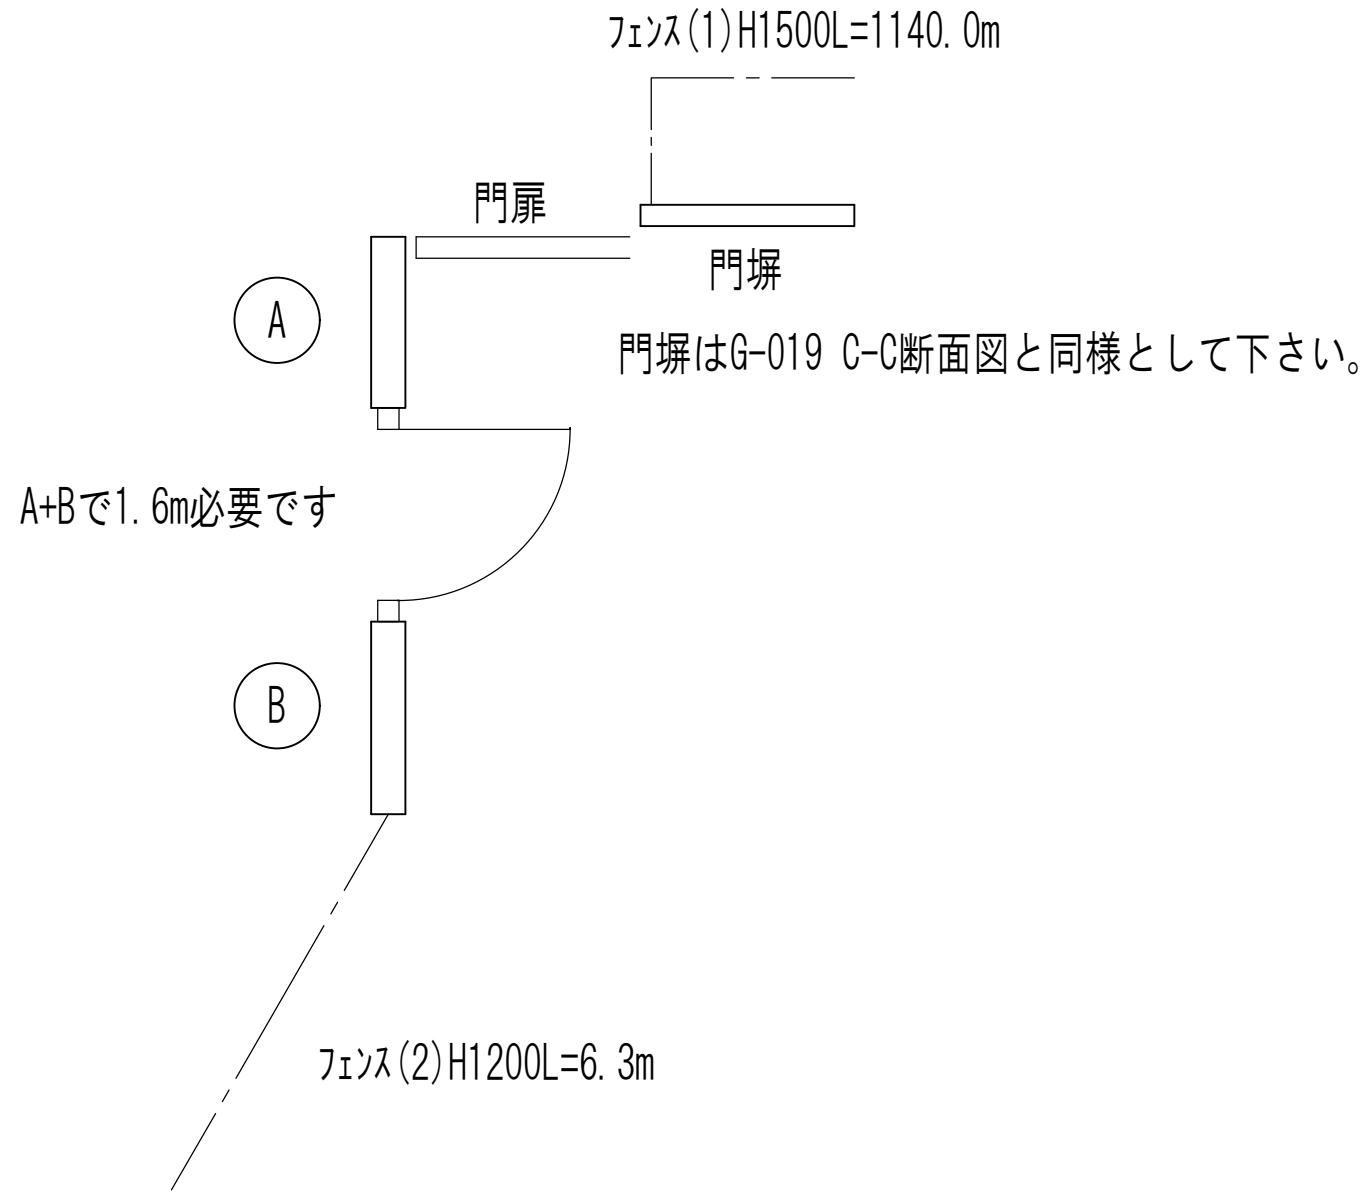 フェンス(1)H1500L=1140.0m
門扉
門塀
A
門塀はG-019 C-C断面図と同様として下さい。
A+Bで1.6m必要です
B
フェンス(2)H1200L=6.3m